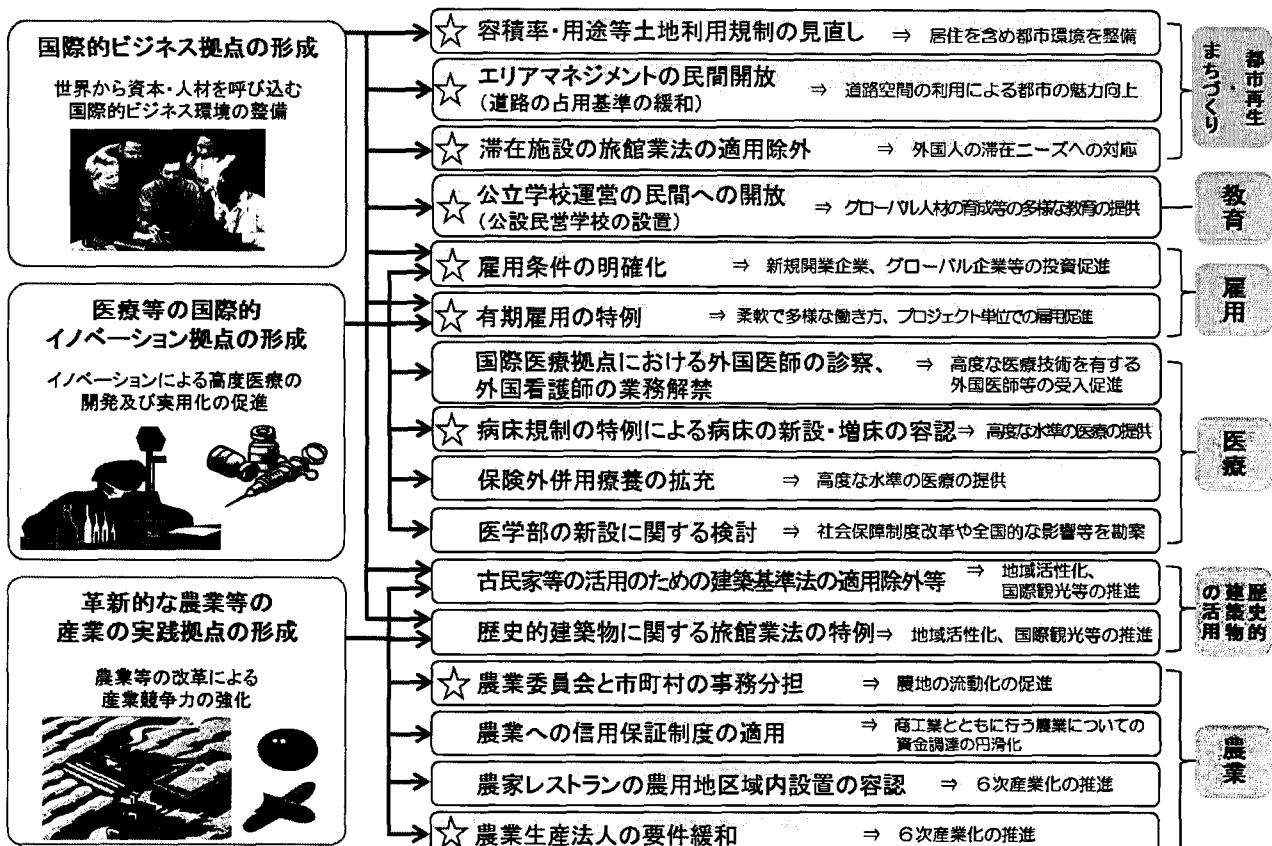 国際的ビジネス拠点の形成
世界から資本・人材を呼び込む
国際的ビジネス環境の整備
医療等の国際的
イノベーション拠点の形成
イノベーションによる高度医療の
開発及び実用化の促進
革新的な農業等の
産業の実践拠点の形成
農業等の改革による
産業競争力の強化
☆ 容積率・用途等土地利用規制の見直し ⇒ 居住を含め都市環境を整備
☆ エリアマネジメントの民間開放 ⇒ 道路空間の利用による都市の魅力向上
(道路の占用基準の緩和)
☆ 滞在施設の旅館業法の適用除外 ⇒ 外国人の滞在ニーズへの対応
都市再生・
まちづくり
☆ 公立学校運営の民間への開放 ⇒ グローバル人材の育成等の多様な教育の提供
(公設民営学校の設置)
教育
☆ 雇用条件の明確化 ⇒ 新規開業企業、グローバル企業等の投資促進
☆ 有期雇用の特例 ⇒ 柔軟で多様な働き方、プロジェクト単位での雇用促進
雇用
国際医療拠点における外国医師の診察、 ⇒ 高度な医療技術を有する
外国看護師の業務解禁 外国医師等の受入促進
☆ 病床規制の特例による病床の新設・増床の容認⇒ 高度な水準の医療の提供
保険外併用療養の拡充 ⇒ 高度な水準の医療の提供
医学部の新設に関する検討 ⇒ 社会保障制度改革や全国的な影響等を勘案
医療
古民家等の活用のための建築基準法の適用除外等 ⇒ 地域活性化、
国際観光等の推進
歴史的建築物に関する旅館業法の特例⇒ 地域活性化、国際観光等の推進
歴史的
建築物
の活用
☆ 農業委員会と市町村の事務分担 ⇒ 農地の流動化の促進
農業への信用保証制度の適用 ⇒ 商工業とともに行う農業についての
資金調達の円滑化
農家レストランの農用地区域内設置の容認 ⇒ 6次産業化の推進
☆ 農業生産法人の要件緩和 ⇒ 6次産業化の推進
農業